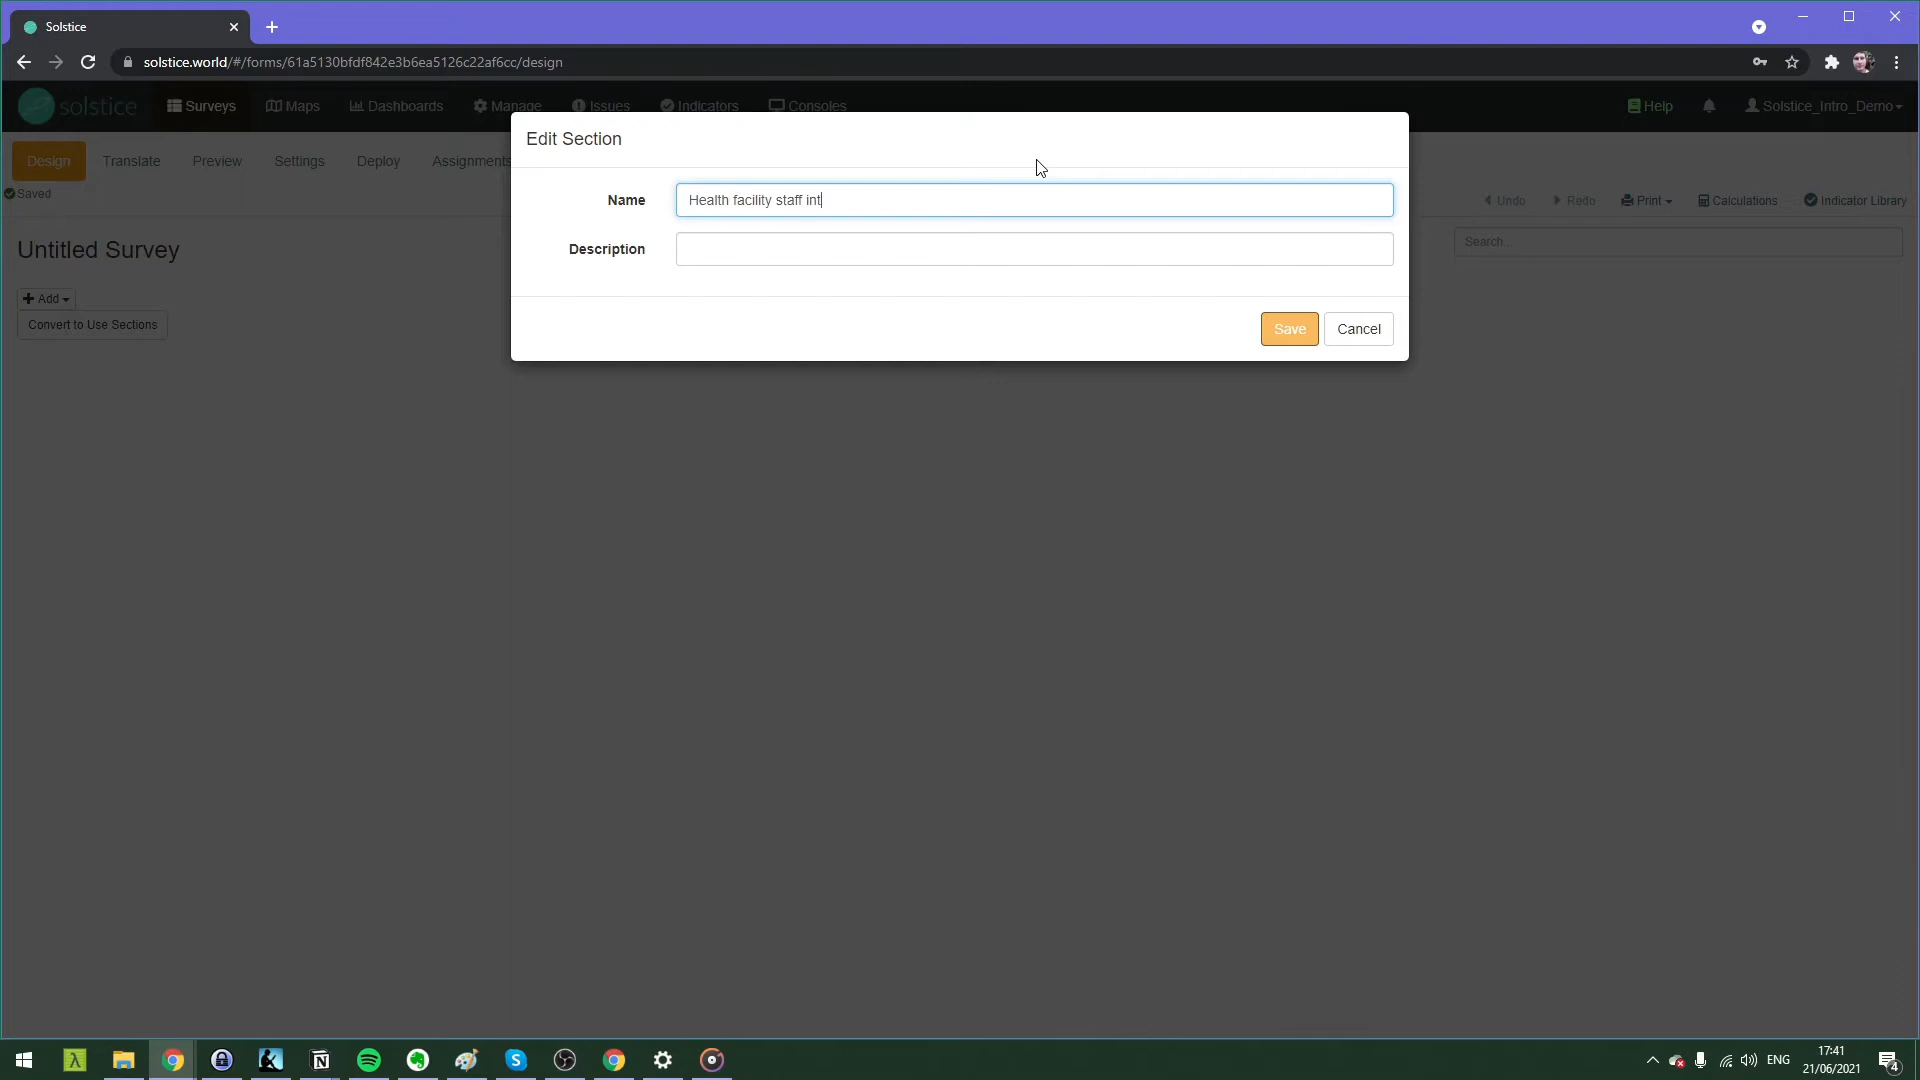 Solstice
solstice.world/#/forms/61a5130bfdf842e3b6ea5126c22af6cc/design
solstice Surveys Maps Dashboards Manage Issues Indicators Consoles Help Solstice_Intro_Demo
Edit Section
Design Translate Preview Settings Deploy Assignments
Saved
Name Health facility staff int
Undo Redo Print Calculations Indicator Library
Untitled Survey
Description
Search...
Add
Convert to Use Sections
Save Cancel
ENG
17:41
21/06/2021
4